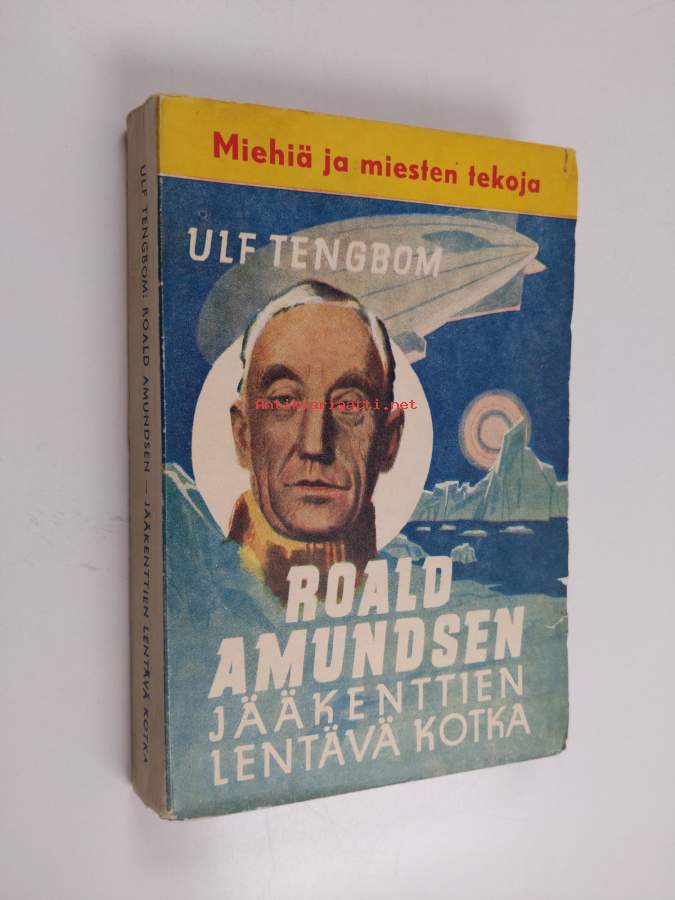 Miehiä ja miesten tekoja
ULF TENGBOM
Antikvariaatti.net
ROALD
AMUNDSEN
JÄÄKENTTIEN
LENTÄVÄ KOTKA
ULF TENGBOM: ROALD AMUNDSEN — JÄÄKENTTIEN LENTÄVÄ KOTKA